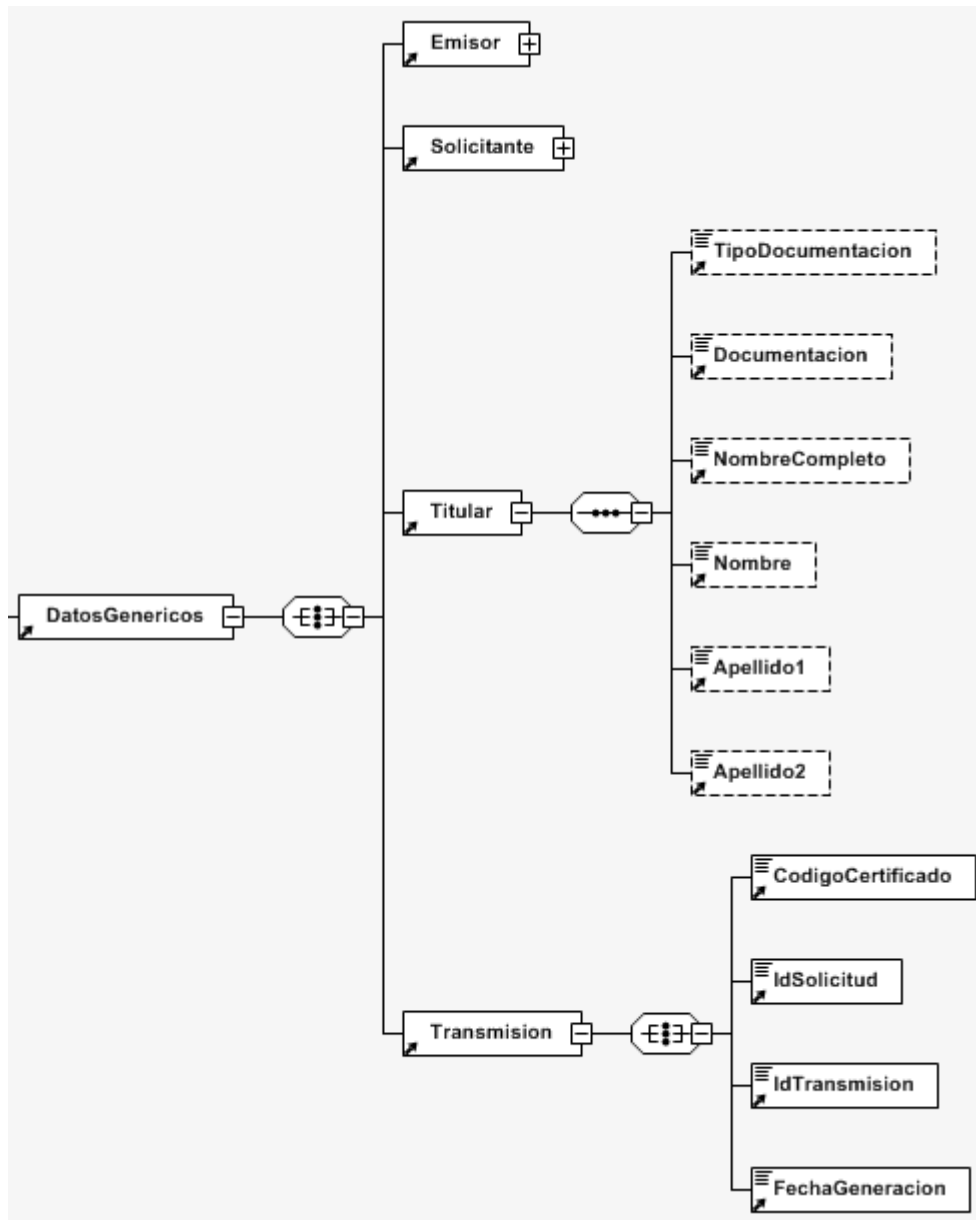 Emisor
Solicitante
TipoDocumentacion
Documentacion
NombreCompleto
Titular
Nombre
DatosGenericos
Apellido1
Apellido2
CodigoCertificado
IdSolicitud
Transmision
IdTransmision
FechaGeneracion